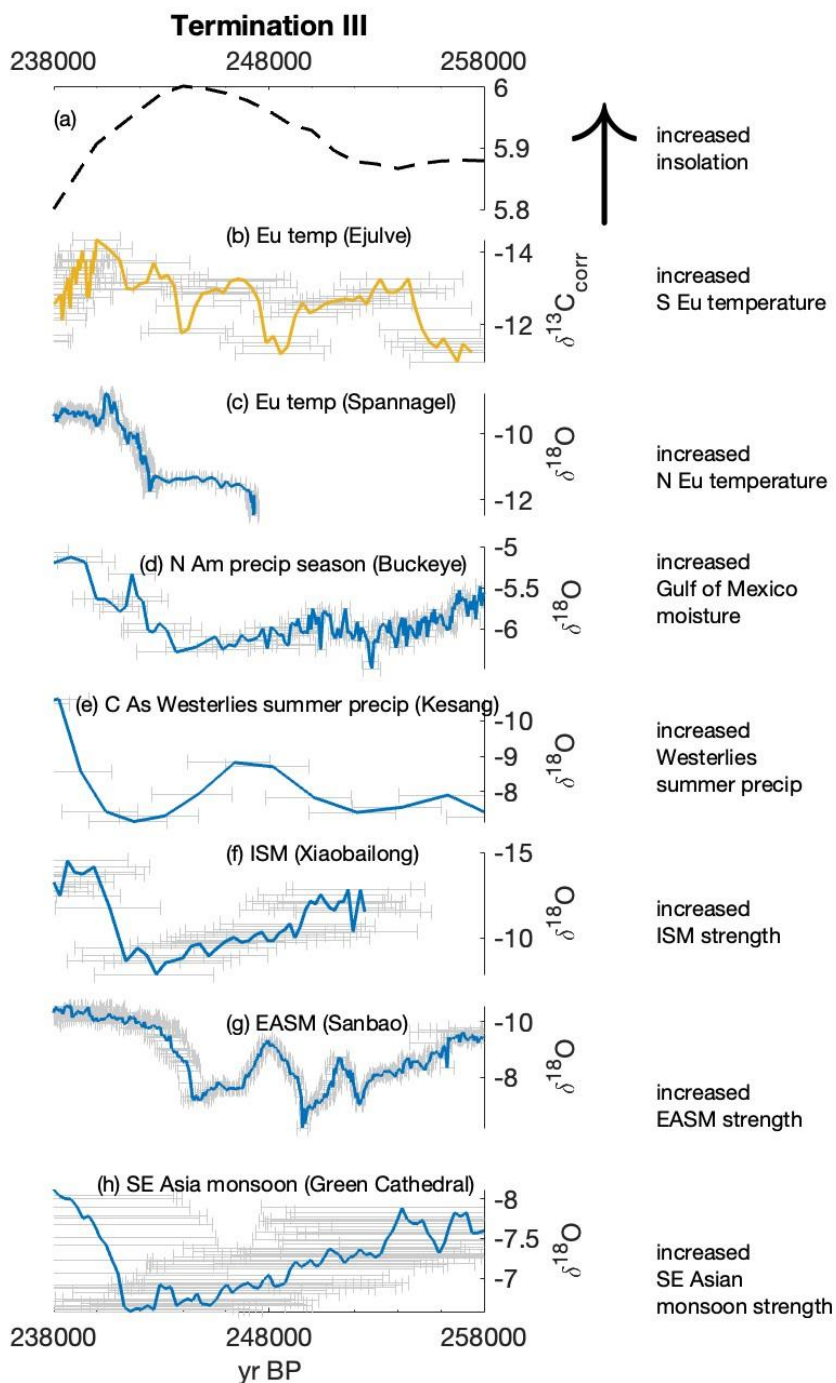 Termination III
238000 248000 258000
6
(a)
5.9
5.8
increased
insolation
(b) Eu temp (Ejulve)
-14
-12
δ13Ccorr
increased
S Eu temperature
(c) Eu temp (Spannagel)
-10
-12
δ18O
increased
N Eu temperature
(d) N Am precip season (Buckeye)
-5
-5.5
-6
δ18O
increased
Gulf of Mexico
moisture
(e) C As Westerlies summer precip (Kesang)
-10
-9
-8
δ18O
increased
Westerlies
summer precip
(f) ISM (Xiaobailong)
-15
-10
δ18O
increased
ISM strength
(g) EASM (Sanbao)
-10
-8
δ18O
increased
EASM strength
(h) SE Asia monsoon (Green Cathedral)
-8
-7.5
-7
δ18O
increased
SE Asian
monsoon strength
238000 248000 258000
yr BP